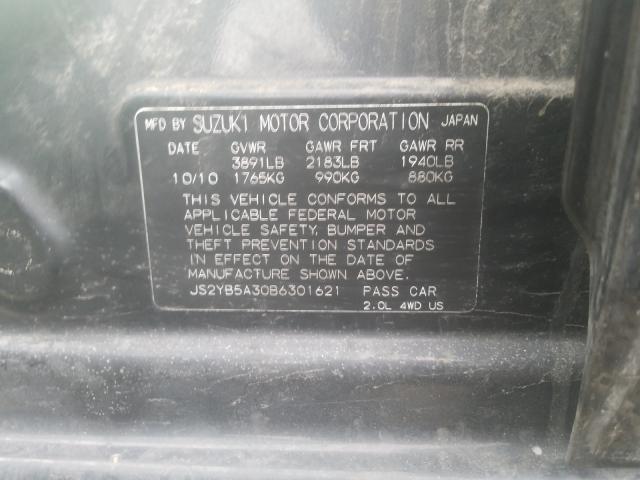 MFD BY SUZUKI MOTOR CORPORATION JAPAN
DATE GVWR GAWR FRT GAWR RR
3891LB 2183LB 1940LB
10/10 1765KG 990KG 880KG
THIS VEHICLE CONFORMS TO ALL
APPLICABLE FEDERAL MOTOR
VEHICLE SAFETY, BUMPER AND
THEFT PREVENTION STANDARDS
IN EFFECT ON THE DATE OF
MANUFACTURE SHOWN ABOVE.
JS2YB5A30B6301621 PASS CAR
2.0L 4WD US